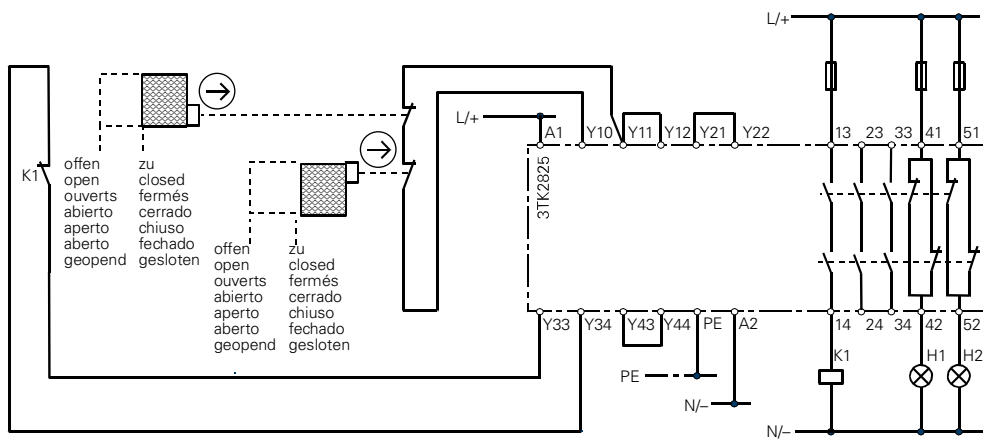 L/+
L/+
A1 Y10 Y11 Y12 Y21 Y22 13 23 33 41 51
3TK2825
K1
offen zu
open closed
ouverts fermés
abierto cerrado
aperto chiuso
aberto fechado
geopend gesloten
offen zu
open closed
ouverts fermés
abierto cerrado
aperto chiuso
aberto fechado
geopend gesloten
Y33 Y34 Y43 Y44 PE A2 14 24 34 42 52
K1 H1 H2
PE
N/–
N/–